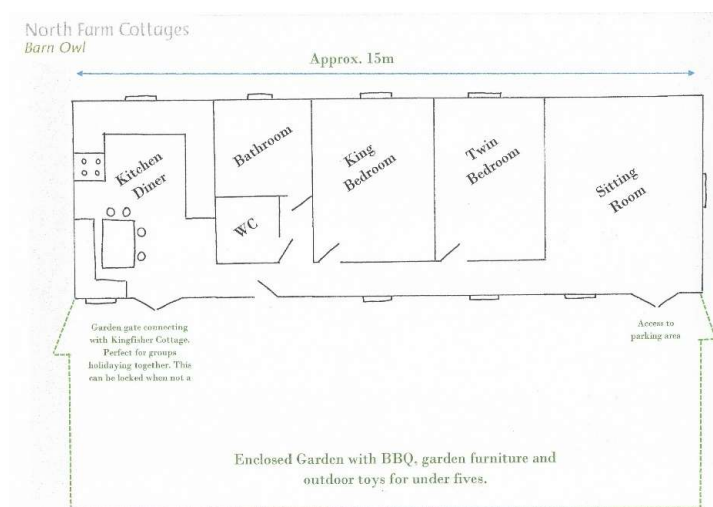 North Farm Cottages
Barn Owl
Approx. 15m
Kitchen
Diner
Bathroom
WC
King
Bedroom
Twin
Bedroom
Sitting
Room
Garden gate connecting
with Kingfisher Cottage.
Perfect for groups
holidaying together. This
can be locked when not a
Access to
parking area
Enclosed Garden with BBQ, garden furniture and
outdoor toys for under fives.